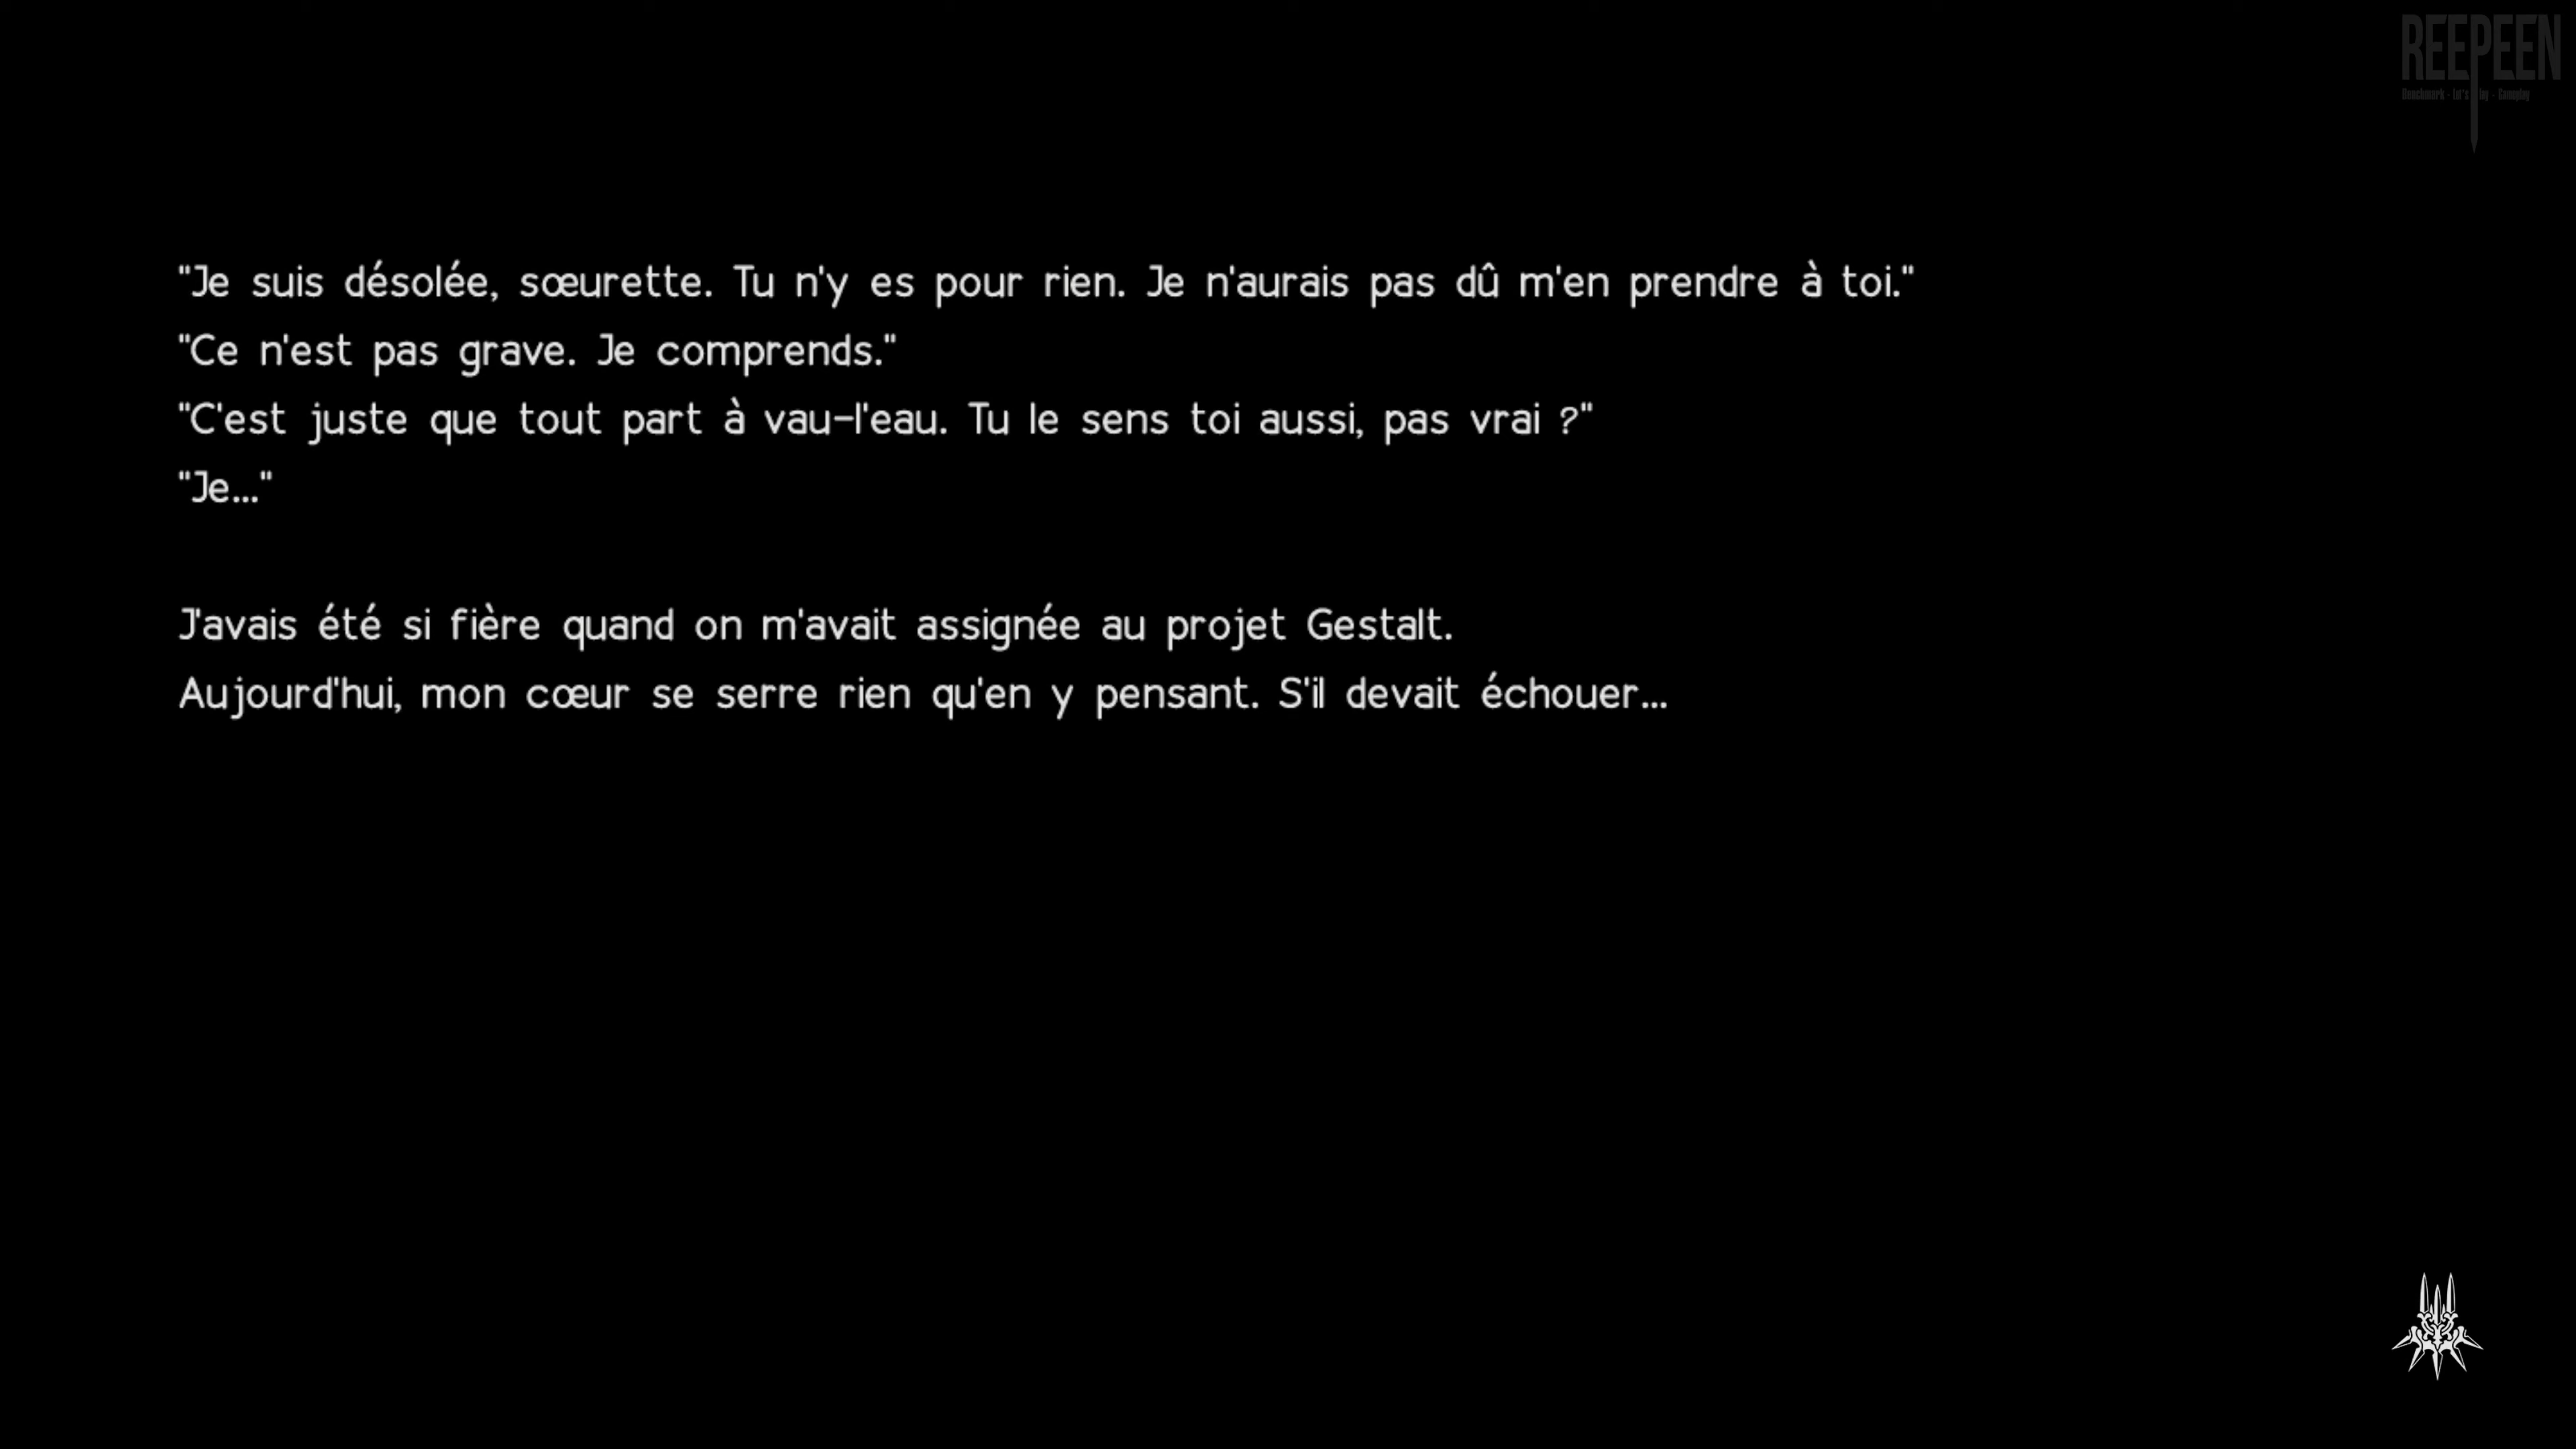 REEPEEN
"Je suis désolée, sœurette. Tu n'y es pour rien. Je n'aurais pas dû m'en prendre à toi."
"Ce n'est pas grave. Je comprends."
"C'est juste que tout part à vau-l'eau. Tu le sens toi aussi, pas vrai ?"
"Je..."
J'avais été si fière quand on m'avait assignée au projet Gestalt.
Aujourd'hui, mon cœur se serre rien qu'en y pensant. S'il devait échouer...